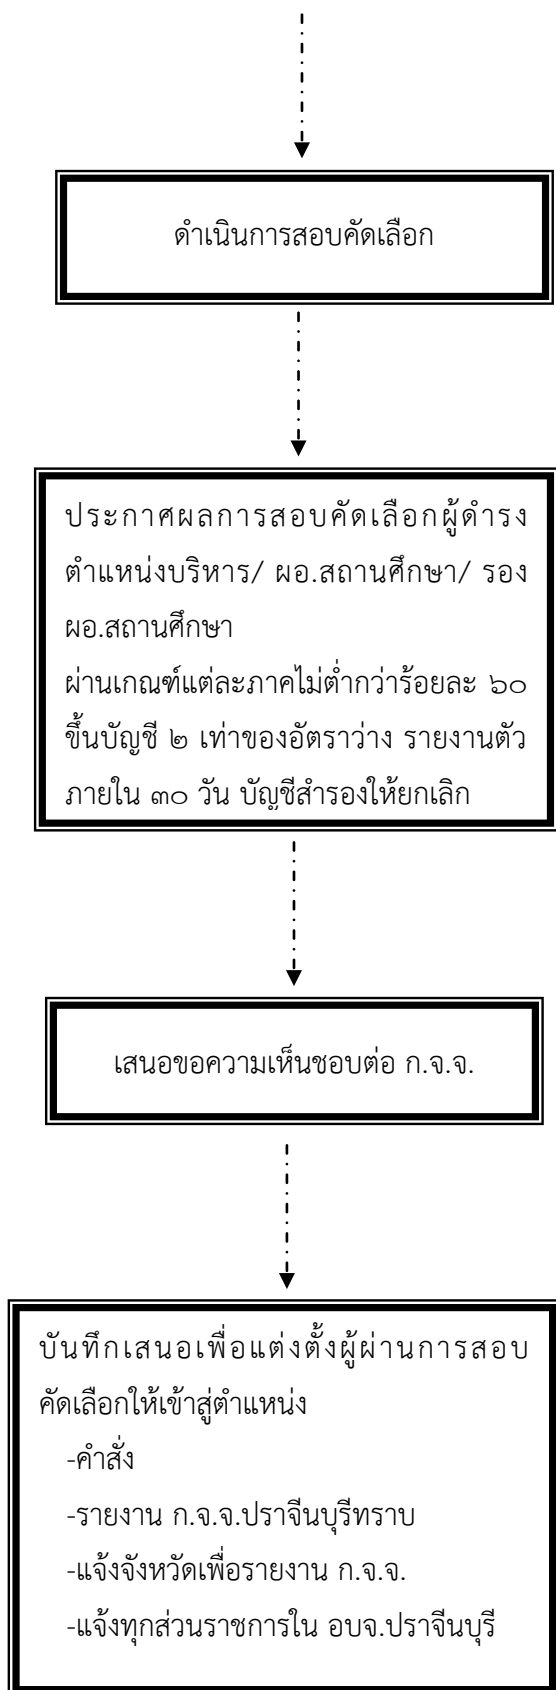 ดำเนินการสอบคัดเลือก
ประกาศผลการสอบคัดเลือกผู้ดำรง
ตำแหน่งบริหาร/ ผอ.สถานศึกษา/ รอง
ผอ.สถานศึกษา
ผ่านเกณฑ์แต่ละภาคไม่ต่ำกว่าร้อยละ ๖๐
ขึ้นบัญชี ๒ เท่าของอัตราว่าง รายงานตัว
ภายใน ๓๐ วัน บัญชีสำรองให้ยกเลิก
เสนอขอความเห็นชอบต่อ ก.จ.จ.
บันทึกเสนอเพื่อแต่งตั้งผู้ผ่านการสอบ
คัดเลือกให้เข้าสู่ตำแหน่ง
-คำสั่ง
-รายงาน ก.จ.จ.ปราจีนบุรีทราบ
-แจ้งจังหวัดเพื่อรายงาน ก.จ.จ.
-แจ้งทุกส่วนราชการใน อบจ.ปราจีนบุรี